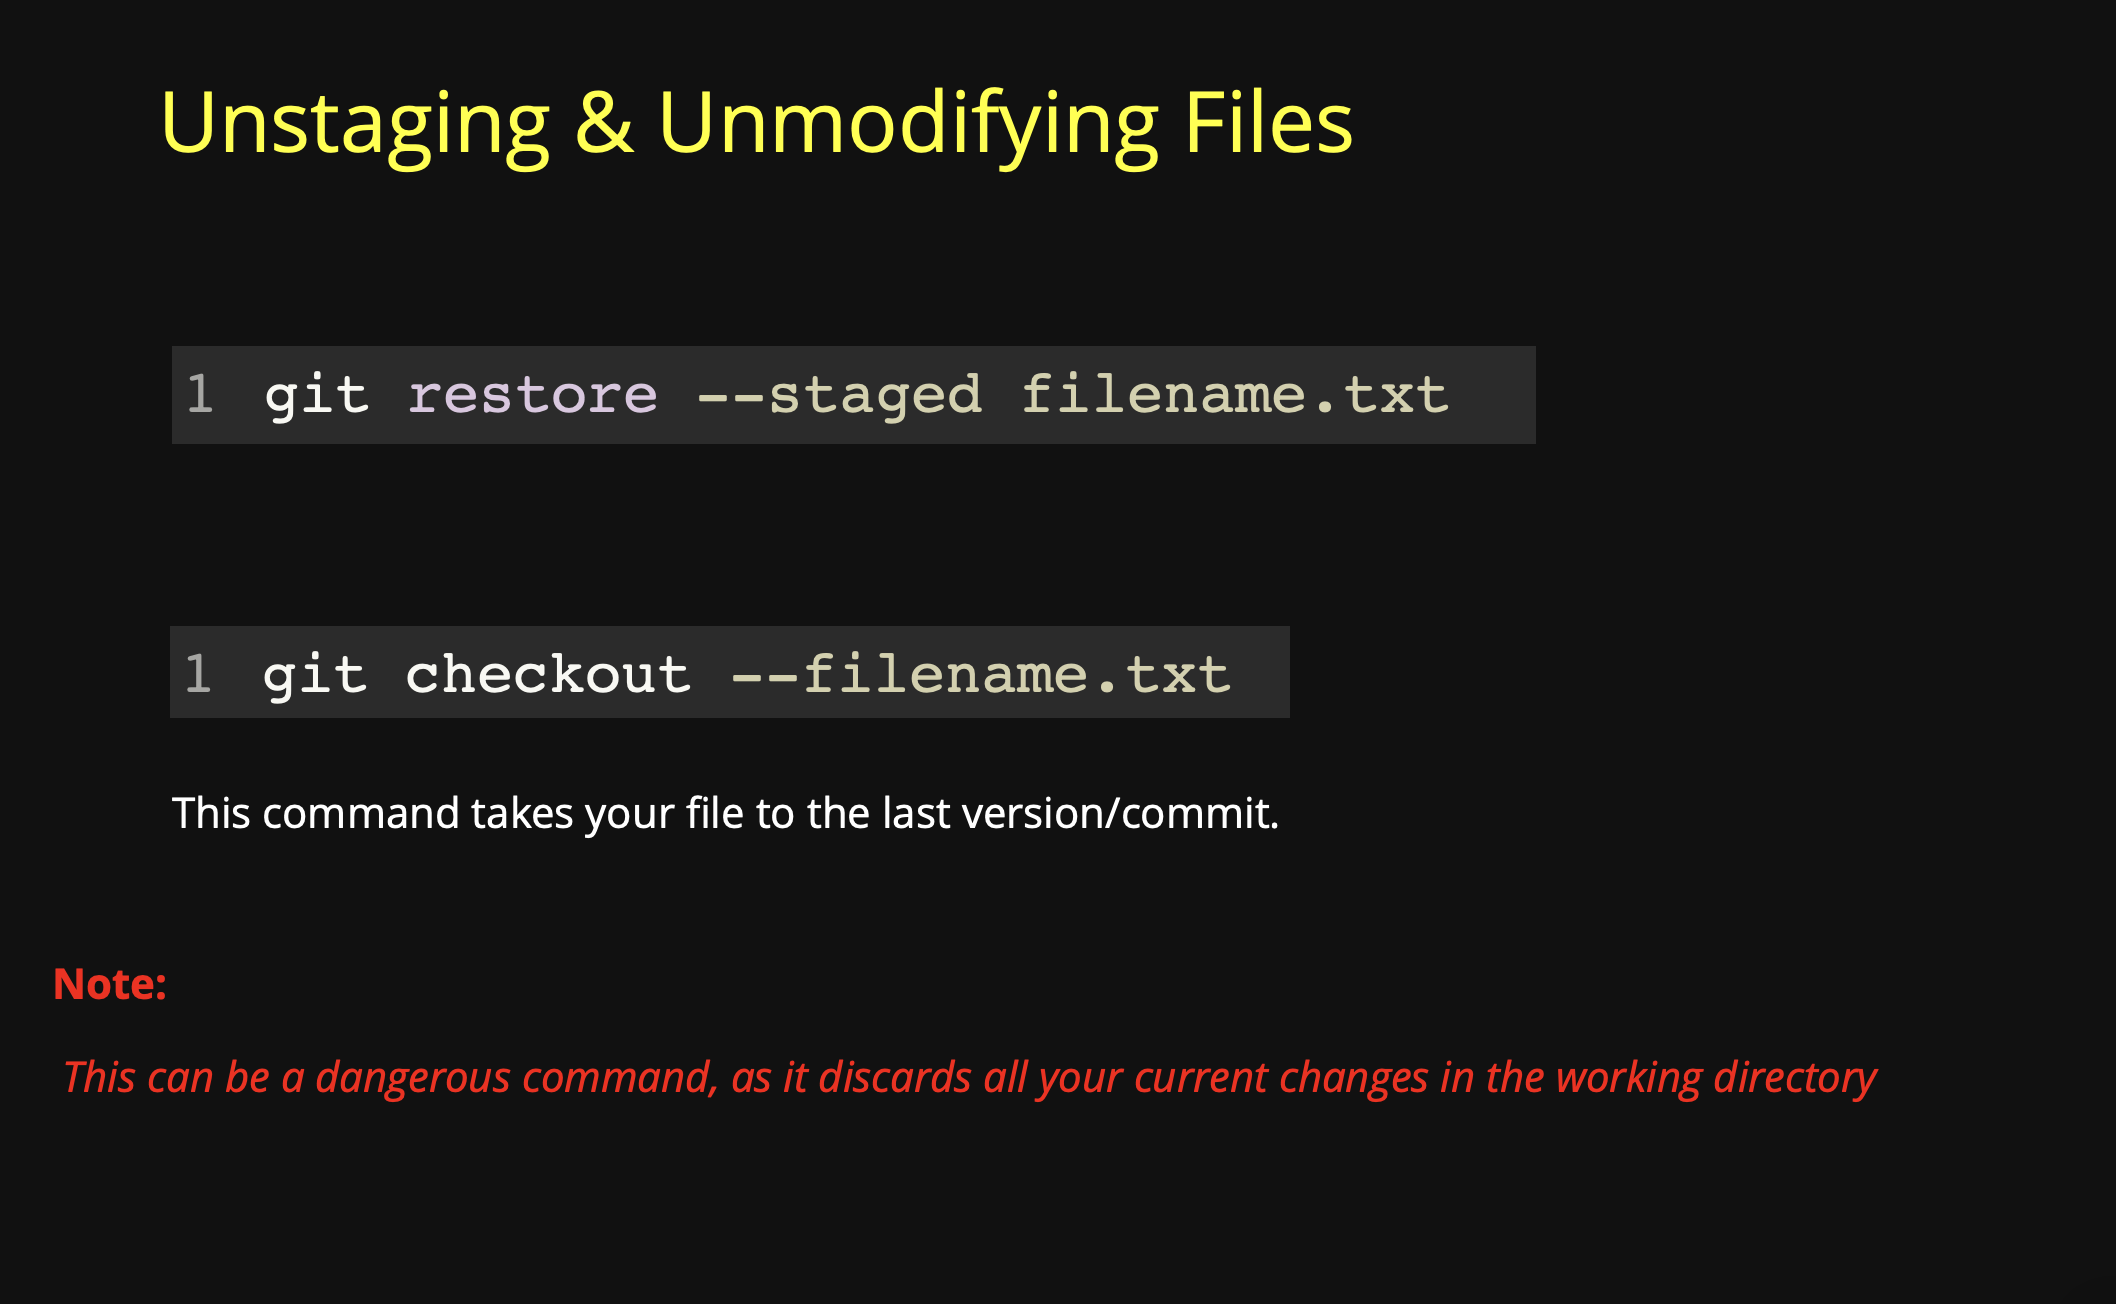 Unstaging & Unmodifying Files
1 git restore --staged filename.txt
1 git checkout --filename.txt
This command takes your file to the last version/commit.
Note:
This can be a dangerous command, as it discards all your current changes in the working directory